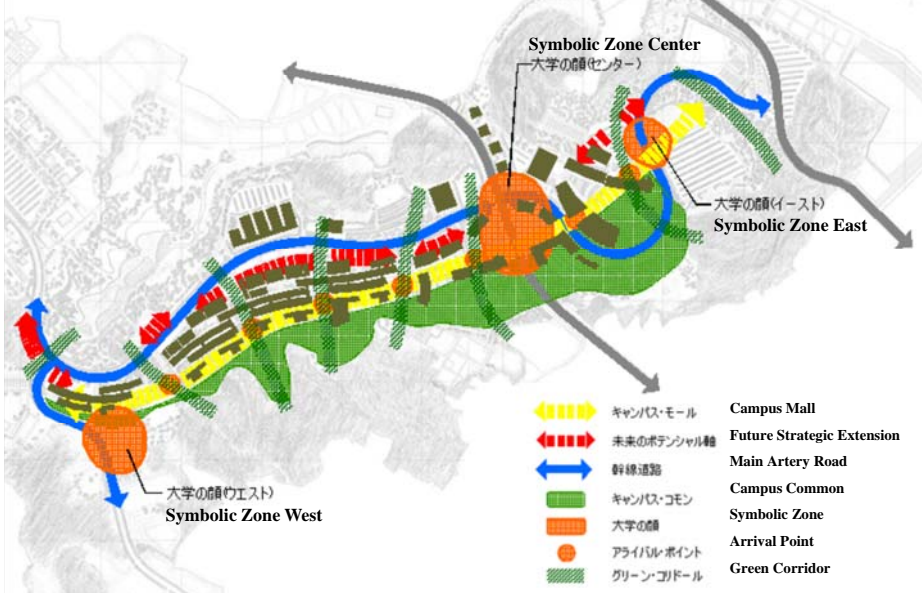 Symbolic Zone Center
大学の顔(センター)
大学の顔(イースト)
Symbolic Zone East
キャンパス・モール Campus Mall
未来のポテンシャル軸 Future Strategic Extension
幹線道路 Main Artery Road
キャンパス・コモン Campus Common
大学の顔 Symbolic Zone
アライバル・ポイント Arrival Point
グリーン・コリドール Green Corridor
大学の顔(ウエスト)
Symbolic Zone West